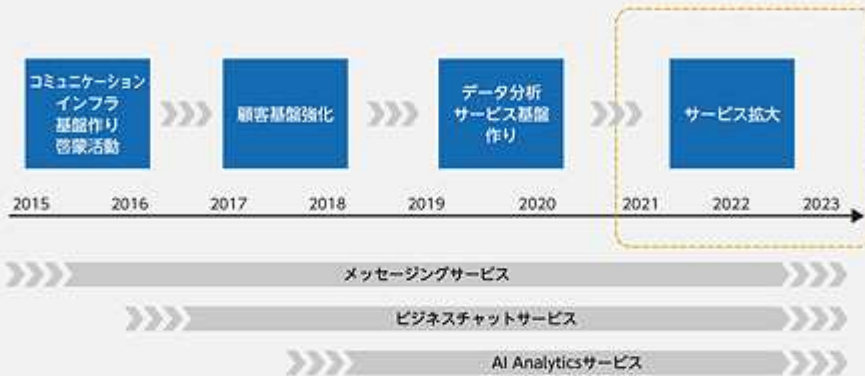 コミュニケーション
インフラ
基盤作り
啓蒙活動
顧客基盤強化
データ分析
サービス基盤
作り
サービス拡大
2015 2016 2017 2018 2019 2020 2021 2022 2023
メッセージングサービス
ビジネスチャットサービス
AI Analyticsサービス